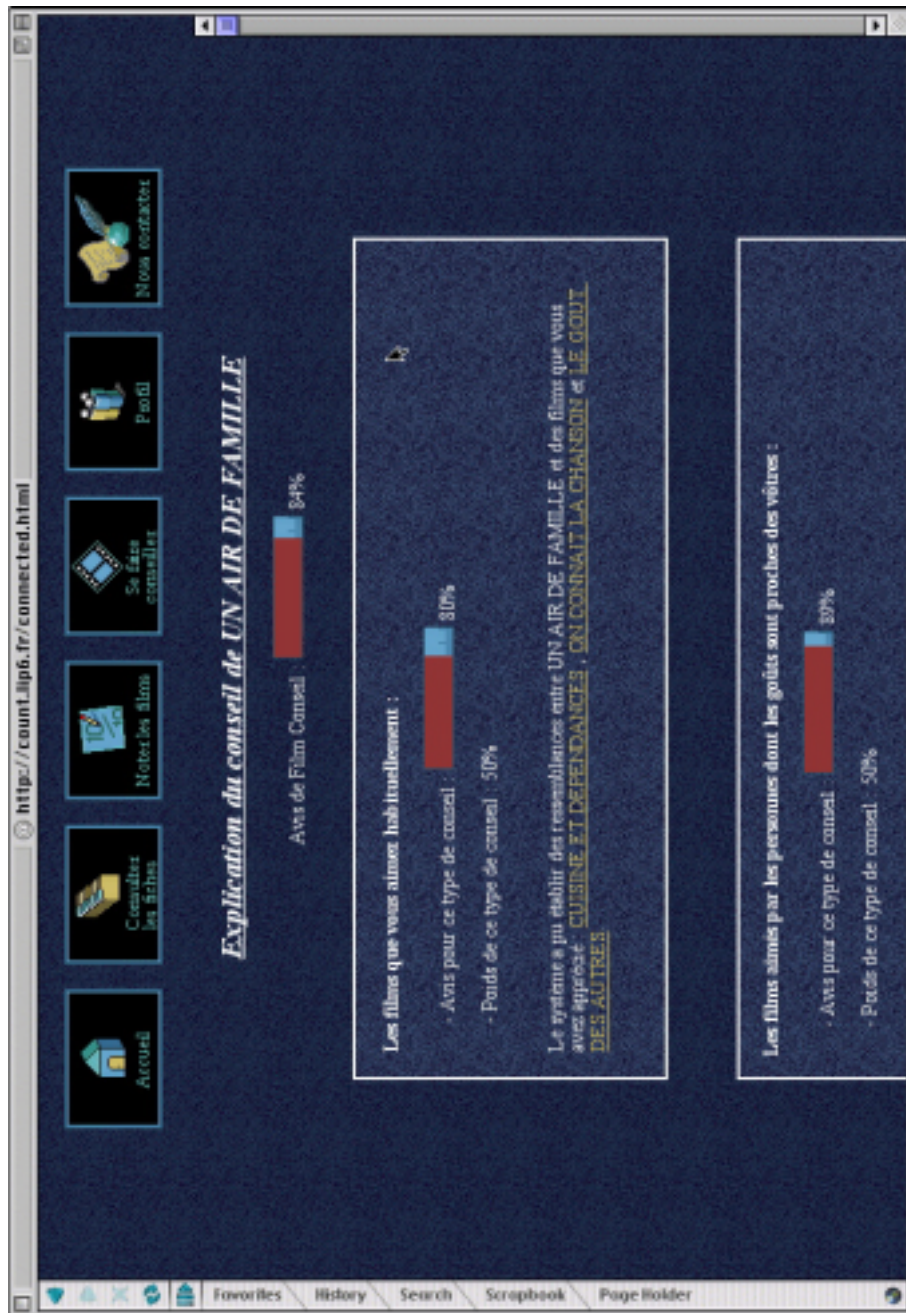 http://count.lip6.fr/connected.html
Accueil
Consulter
les fiches
Noter les films
Se faire
conseiller
Profil
Nous contacter
Explication du conseil de UN AIR DE FAMILLE
Avis de Film Conseil : 84%
Les films que vous aimez habituellement :
- Avis pour ce type de conseil : 80%
- Poids de ce type de conseil : 50%
Le système a pu établir des ressemblances entre UN AIR DE FAMILLE et des films que vous
avez apprécié : CUISINE ET DEPENDANCES , ON CONNAIT LA CHANSON et LE GOUT
DES AUTRES
Les films aimés par les personnes dont les goûts sont proches des vôtres :
- Avis pour ce type de conseil : 89%
- Poids de ce type de conseil : 50%
Favorites
History
Search
Scrapbook
Page Holder